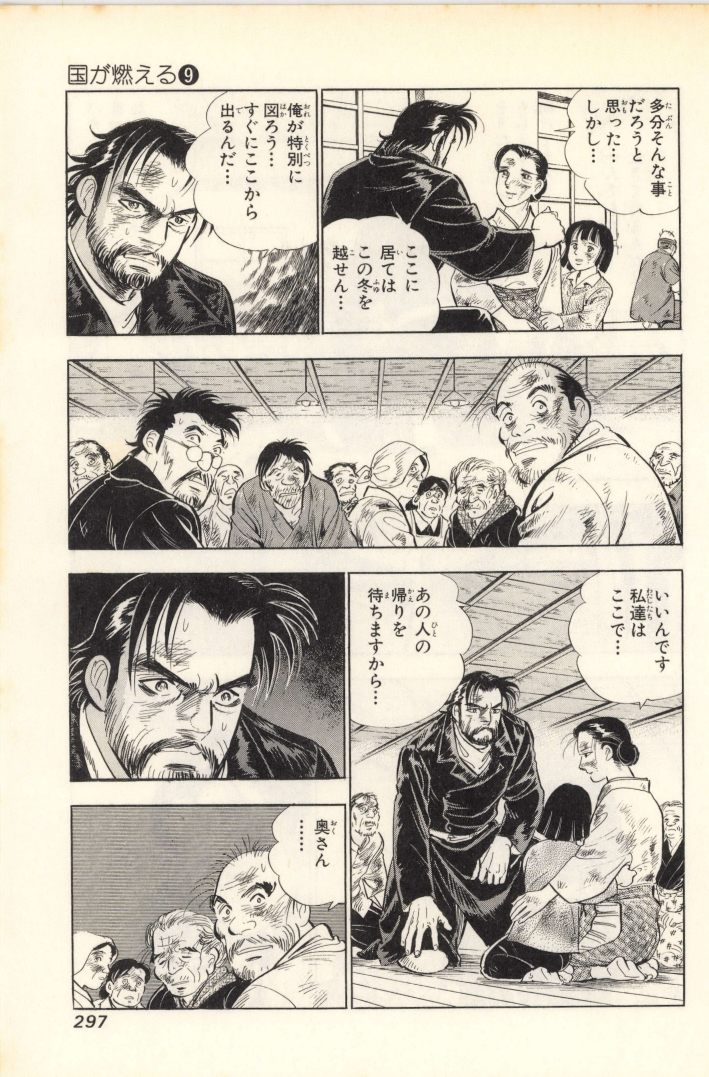 国が燃える❾
多分そんな事
だろうと
思った…
しかし…
ここに
居ては
この冬を
越せん…
俺が特別に
図ろう…
すぐにここから
出るんだ…
いいんです
私達は
ここで…
あの人の
帰りを
待ちますから…
奥さん
……
297